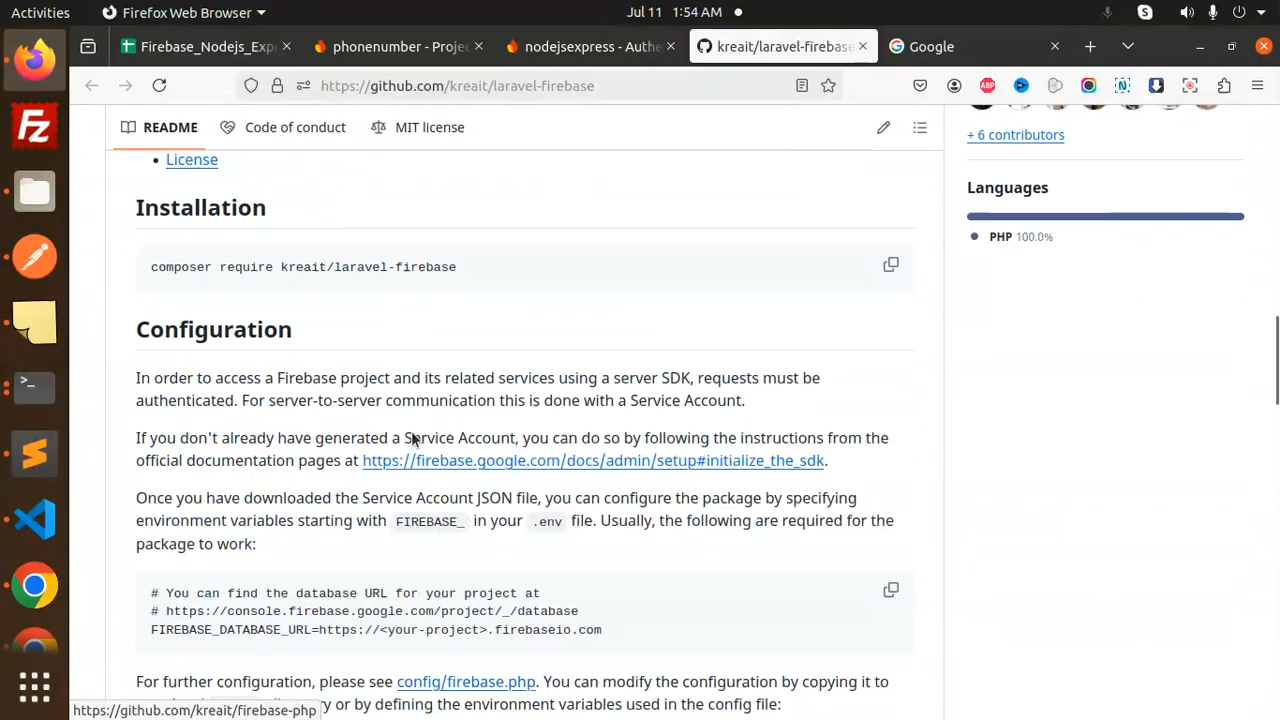 Activities
Firefox Web Browser
Jul 11 1:54 AM
Firebase_Nodejs_Exp
phonenumber - Projec
nodejsexpress - Authe
kreait/laravel-firebase
Google
https://github.com/kreait/laravel-firebase
README
Code of conduct
MIT license
+ 6 contributors
License
Languages
PHP 100.0%
Installation
composer require kreait/laravel-firebase
Configuration
In order to access a Firebase project and its related services using a server SDK, requests must be
authenticated. For server-to-server communication this is done with a Service Account.
If you don't already have generated a Service Account, you can do so by following the instructions from the
official documentation pages at https://firebase.google.com/docs/admin/setup#initialize_the_sdk.
Once you have downloaded the Service Account JSON file, you can configure the package by specifying
environment variables starting with FIREBASE_ in your .env file. Usually, the following are required for the
package to work:
# You can find the database URL for your project at
# https://console.firebase.google.com/project/_/database
FIREBASE_DATABASE_URL=https://<your-project>.firebaseio.com
For further configuration, please see config/firebase.php. You can modify the configuration by copying it to
ry or by defining the environment variables used in the config file:
https://github.com/kreait/firebase-php